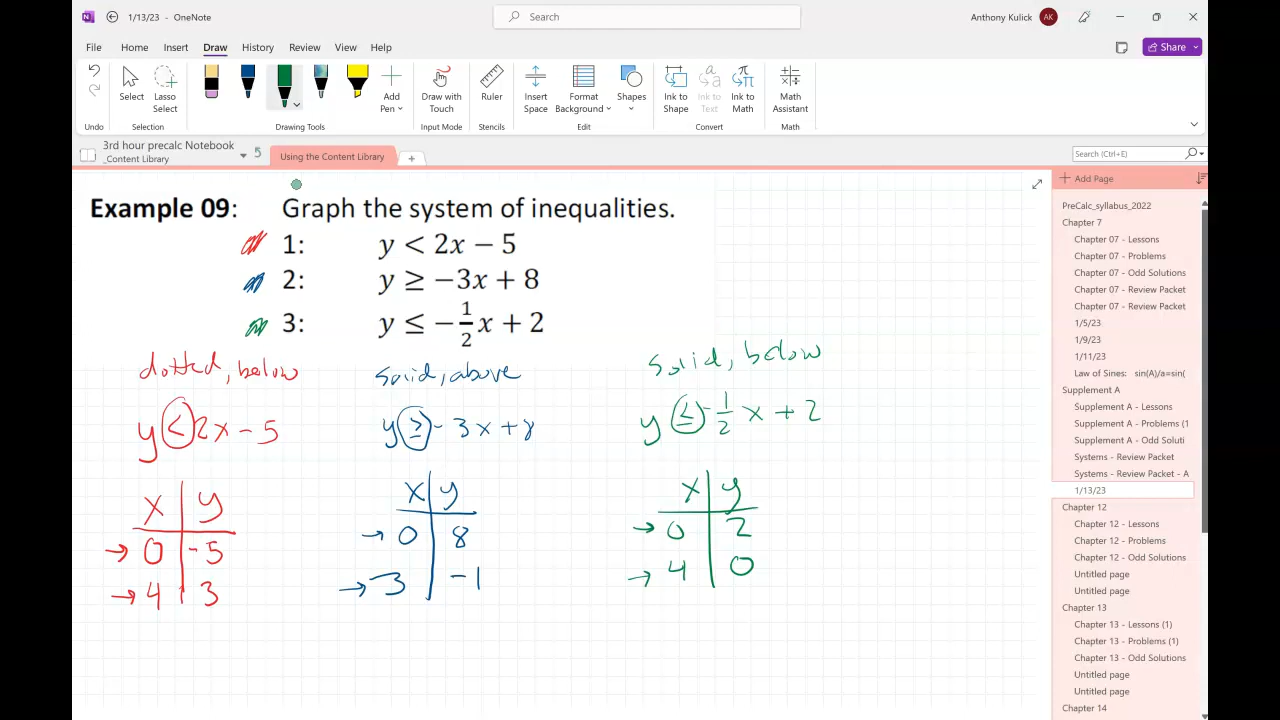 1/13/23 - OneNote
Search
Anthony Kulick AK
File Home Insert Draw History Review View Help Share
Undo
Select
Lasso Select
Selection
Drawing Tools
Add Pen
Draw with Touch
Input Mode
Ruler
Stencils
Insert Space
Format Background
Shapes
Edit
Ink to Shape
Ink to Text
Ink to Math
Convert
Math Assistant
Math
3rd hour precalc Notebook
_Content Library
Using the Content Library
Search (Ctrl+E)
Example 09: Graph the system of inequalities.
1: y < 2x − 5
2: y ≥ −3x + 8
3: y ≤ −1/2 x + 2
dotted, below
solid, above
solid, below
y < 2x - 5
y ≥ - 3x + 8
y ≤ -1/2 x + 2
x y
→ 0 -5
→ 4 3
x y
→ 0 8
→ 3 -1
x y
→ 0 2
→ 4 0
Add Page
PreCalc_syllabus_2022
Chapter 7
Chapter 07 - Lessons
Chapter 07 - Problems
Chapter 07 - Odd Solutions
Chapter 07 - Review Packet
Chapter 07 - Review Packet
1/5/23
1/9/23
1/11/23
Law of Sines: sin(A)/a=sin(
Supplement A
Supplement A - Lessons
Supplement A - Problems (1
Supplement A - Odd Soluti
Systems - Review Packet
Systems - Review Packet - A
1/13/23
Chapter 12
Chapter 12 - Lessons
Chapter 12 - Problems
Chapter 12 - Odd Solutions
Untitled page
Untitled page
Chapter 13
Chapter 13 - Lessons (1)
Chapter 13 - Problems (1)
Chapter 13 - Odd Solutions
Untitled page
Untitled page
Chapter 14